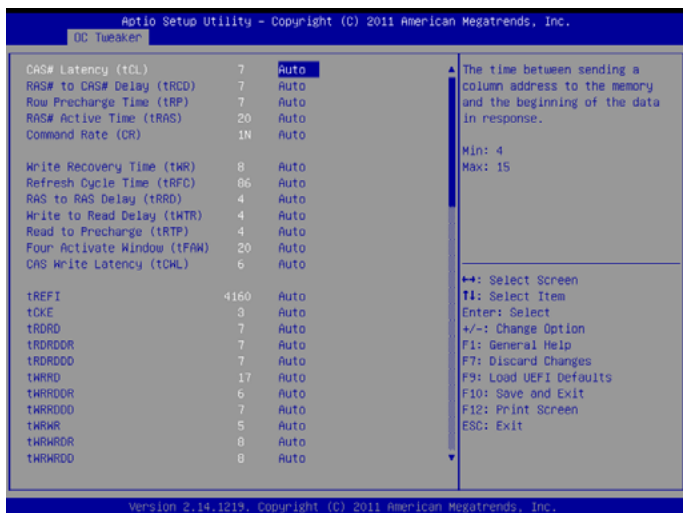 Aptio Setup Utility – Copyright (C) 2011 American Megatrends, Inc.
OC Tweaker
CAS# Latency (tCL) 7 Auto
RAS# to CAS# Delay (tRCD) 7 Auto
Row Precharge Time (tRP) 7 Auto
RAS# Active Time (tRAS) 20 Auto
Command Rate (CR) 1N Auto
Write Recovery Time (tWR) 8 Auto
Refresh Cycle Time (tRFC) 86 Auto
RAS to RAS Delay (tRRD) 4 Auto
Write to Read Delay (tWTR) 4 Auto
Read to Precharge (tRTP) 4 Auto
Four Activate Window (tFAW) 20 Auto
CAS Write Latency (tCWL) 6 Auto
tREFI 4160 Auto
tCKE 3 Auto
tRDRD 7 Auto
tRDRDDR 7 Auto
tRDRDDD 7 Auto
tWRRD 17 Auto
tWRRDDR 6 Auto
tWRRDDD 7 Auto
tWRWR 5 Auto
tWRWRDR 8 Auto
tWRWRDD 8 Auto
The time between sending a
column address to the memory
and the beginning of the data
in response.
Min: 4
Max: 15
↔: Select Screen
↑↓: Select Item
Enter: Select
+/-: Change Option
F1: General Help
F7: Discard Changes
F9: Load UEFI Defaults
F10: Save and Exit
F12: Print Screen
ESC: Exit
Version 2.14.1219. Copyright (C) 2011 American Megatrends, Inc.